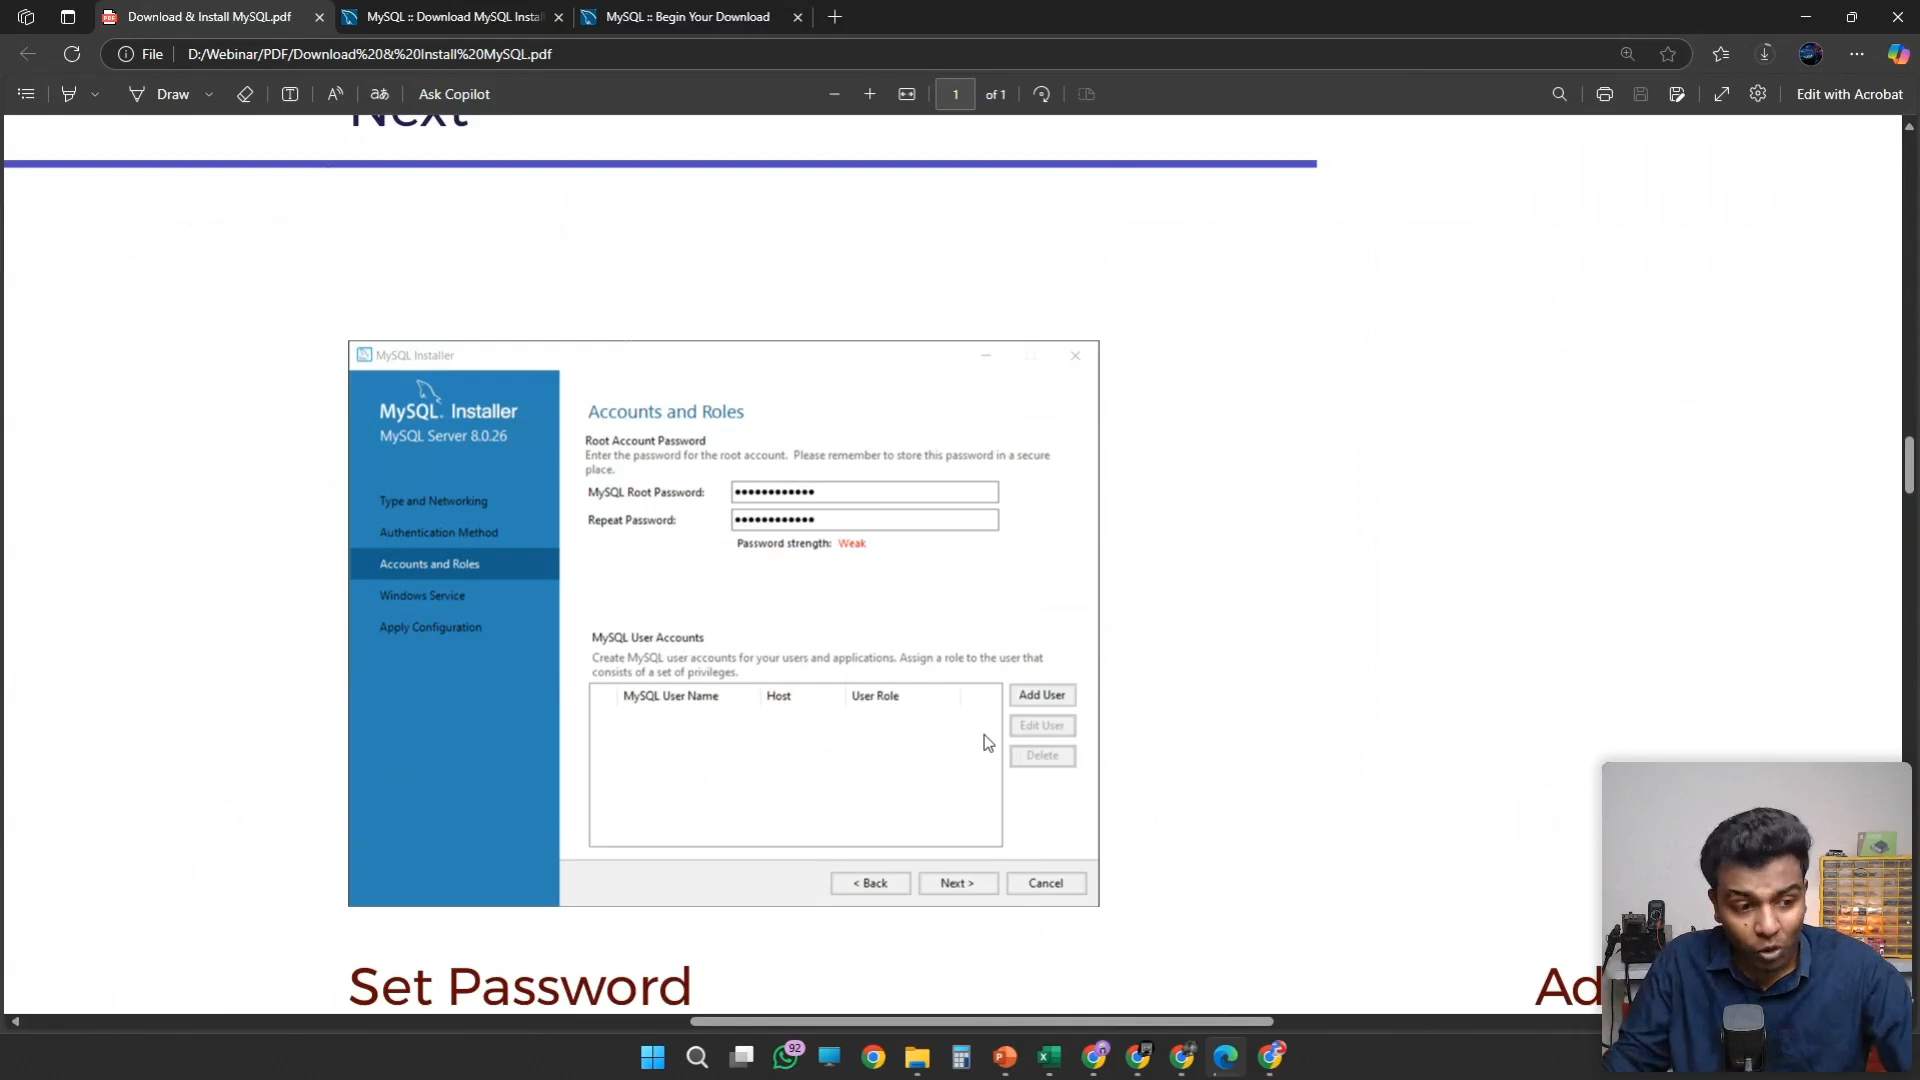 Download & Install MySQL.pdf
MySQL :: Download MySQL Instal
MySQL :: Begin Your Download
File
D:/Webinar/PDF/Download%20&%20Install%20MySQL.pdf
Draw
Ask Copilot
1
of 1
Edit with Acrobat
Next
MySQL Installer
MySQL. Installer
MySQL Server 8.0.26
Type and Networking
Authentication Method
Accounts and Roles
Windows Service
Apply Configuration
Accounts and Roles
Root Account Password
Enter the password for the root account. Please remember to store this password in a secure
place.
MySQL Root Password:
••••••••••••
Repeat Password:
••••••••••••
Password strength: Weak
MySQL User Accounts
Create MySQL user accounts for your users and applications. Assign a role to the user that
consists of a set of privileges.
MySQL User Name
Host
User Role
Add User
Edit User
Delete
< Back
Next >
Cancel
Set Password
Ad
92